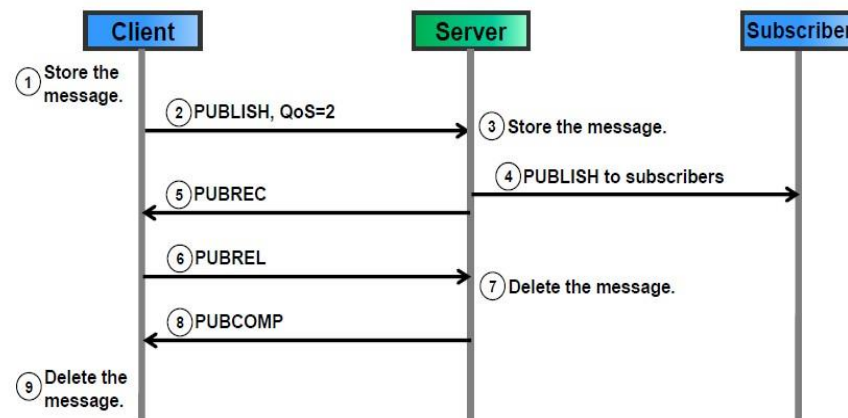 Client
Server
Subscriber
1 Store the
message.
2 PUBLISH, QoS=2
3 Store the message.
4 PUBLISH to subscribers
5 PUBREC
6 PUBREL
7 Delete the message.
8 PUBCOMP
9 Delete the
message.